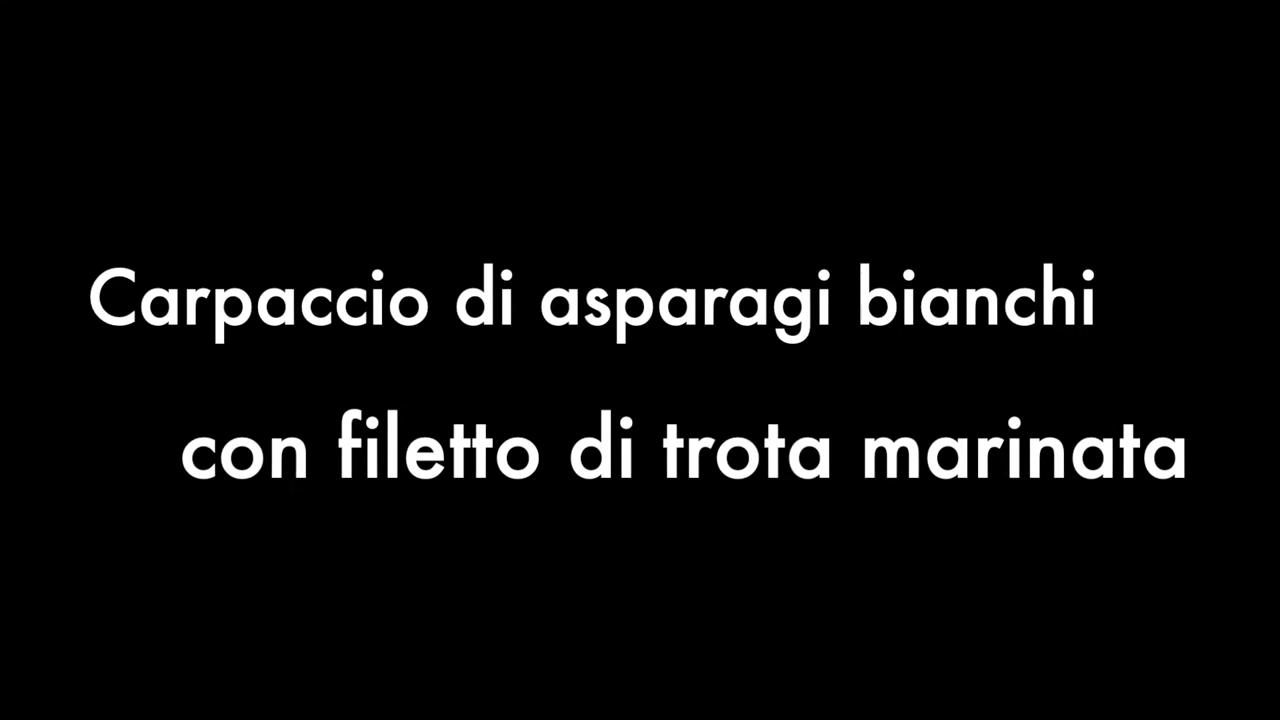 Carpaccio di asparagi bianchi
con filetto di trota marinata